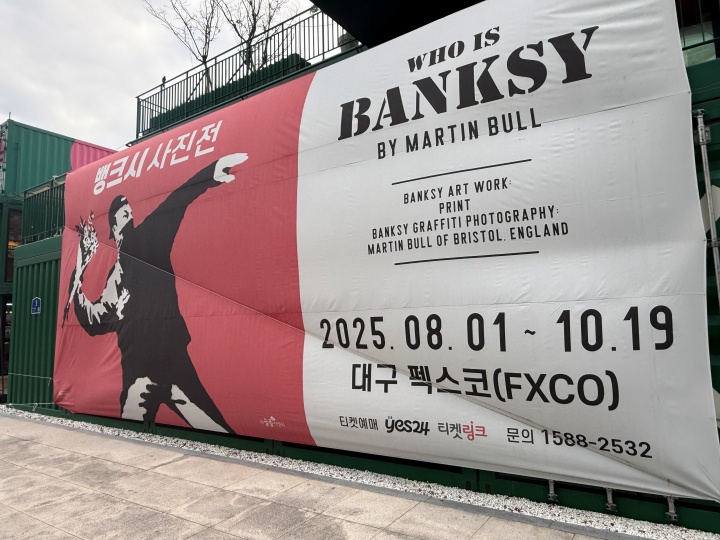 뱅크시 사진전
WHO IS
BANKSY
BY MARTIN BULL
BANKSY ART WORK:
PRINT
BANKSY GRAFFITI PHOTOGRAPHY:
MARTIN BULL OF BRISTOL, ENGLAND
2025. 08. 01 ~ 10.19
대구 펙스코(FXCO)
티켓예매 yes24 티켓링크 문의 1588-2532